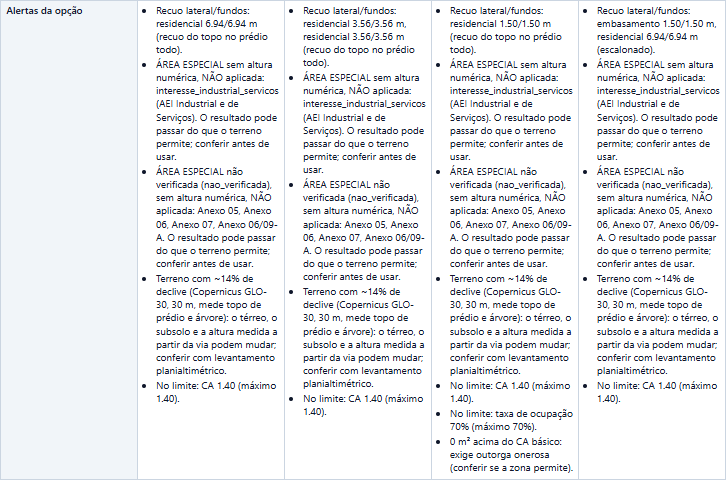 Alertas da opção
• Recuo lateral/fundos:
residencial 6.94/6.94 m
(recuo do topo no prédio
todo).
• ÁREA ESPECIAL sem altura
numérica, NÃO aplicada:
interesse_industrial_servicos
(AEI Industrial e de
Serviços). O resultado pode
passar do que o terreno
permite; conferir antes de
usar.
• ÁREA ESPECIAL não
verificada (nao_verificada),
sem altura numérica, NÃO
aplicada: Anexo 05, Anexo
06, Anexo 07, Anexo 06/09-
A. O resultado pode passar
do que o terreno permite;
conferir antes de usar.
• Terreno com ~14% de
declive (Copernicus GLO-
30, 30 m, mede topo de
prédio e árvore): o térreo, o
subsolo e a altura medida a
partir da via podem mudar;
conferir com levantamento
planialtimétrico.
• No limite: CA 1.40 (máximo
1.40).
• Recuo lateral/fundos:
residencial 3.56/3.56 m,
residencial 3.56/3.56 m
(recuo do topo no prédio
todo).
• ÁREA ESPECIAL sem altura
numérica, NÃO aplicada:
interesse_industrial_servicos
(AEI Industrial e de
Serviços). O resultado pode
passar do que o terreno
permite; conferir antes de
usar.
• ÁREA ESPECIAL não
verificada (nao_verificada),
sem altura numérica, NÃO
aplicada: Anexo 05, Anexo
06, Anexo 07, Anexo 06/09-
A. O resultado pode passar
do que o terreno permite;
conferir antes de usar.
• Terreno com ~14% de
declive (Copernicus GLO-
30, 30 m, mede topo de
prédio e árvore): o térreo, o
subsolo e a altura medida a
partir da via podem mudar;
conferir com levantamento
planialtimétrico.
• No limite: CA 1.40 (máximo
1.40).
• Recuo lateral/fundos:
residencial 1.50/1.50 m
(recuo do topo no prédio
todo).
• ÁREA ESPECIAL sem altura
numérica, NÃO aplicada:
interesse_industrial_servicos
(AEI Industrial e de
Serviços). O resultado pode
passar do que o terreno
permite; conferir antes de
usar.
• ÁREA ESPECIAL não
verificada (nao_verificada),
sem altura numérica, NÃO
aplicada: Anexo 05, Anexo
06, Anexo 07, Anexo 06/09-
A. O resultado pode passar
do que o terreno permite;
conferir antes de usar.
• Terreno com ~14% de
declive (Copernicus GLO-
30, 30 m, mede topo de
prédio e árvore): o térreo, o
subsolo e a altura medida a
partir da via podem mudar;
conferir com levantamento
planialtimétrico.
• No limite: CA 1.40 (máximo
1.40).
• No limite: taxa de ocupação
70% (máximo 70%).
• 0 m² acima do CA básico:
exige outorga onerosa
(conferir se a zona permite).
• Recuo lateral/fundos:
embasamento 1.50/1.50 m,
residencial 6.94/6.94 m
(escalonado).
• ÁREA ESPECIAL sem altura
numérica, NÃO aplicada:
interesse_industrial_servicos
(AEI Industrial e de
Serviços). O resultado pode
passar do que o terreno
permite; conferir antes de
usar.
• ÁREA ESPECIAL não
verificada (nao_verificada),
sem altura numérica, NÃO
aplicada: Anexo 05, Anexo
06, Anexo 07, Anexo 06/09-
A. O resultado pode passar
do que o terreno permite;
conferir antes de usar.
• Terreno com ~14% de
declive (Copernicus GLO-
30, 30 m, mede topo de
prédio e árvore): o térreo, o
subsolo e a altura medida a
partir da via podem mudar;
conferir com levantamento
planialtimétrico.
• No limite: CA 1.40 (máximo
1.40).